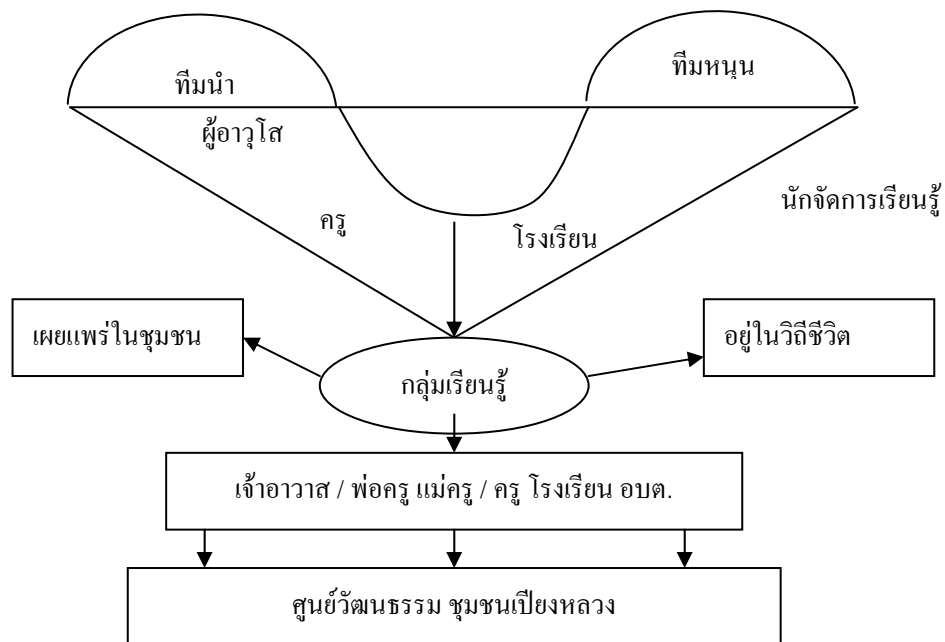 ทีมนำ
ทีมหนุน
ผู้อาวุโส
นักจัดการเรียนรู้
ครู
โรงเรียน
เผยแพร่ในชุมชน
อยู่ในวิถีชีวิต
กลุ่มเรียนรู้
เจ้าอาวาส / พ่อครู แม่ครู / ครู โรงเรียน อบต.
ศูนย์วัฒนธรรม ชุมชนเปียงหลวง